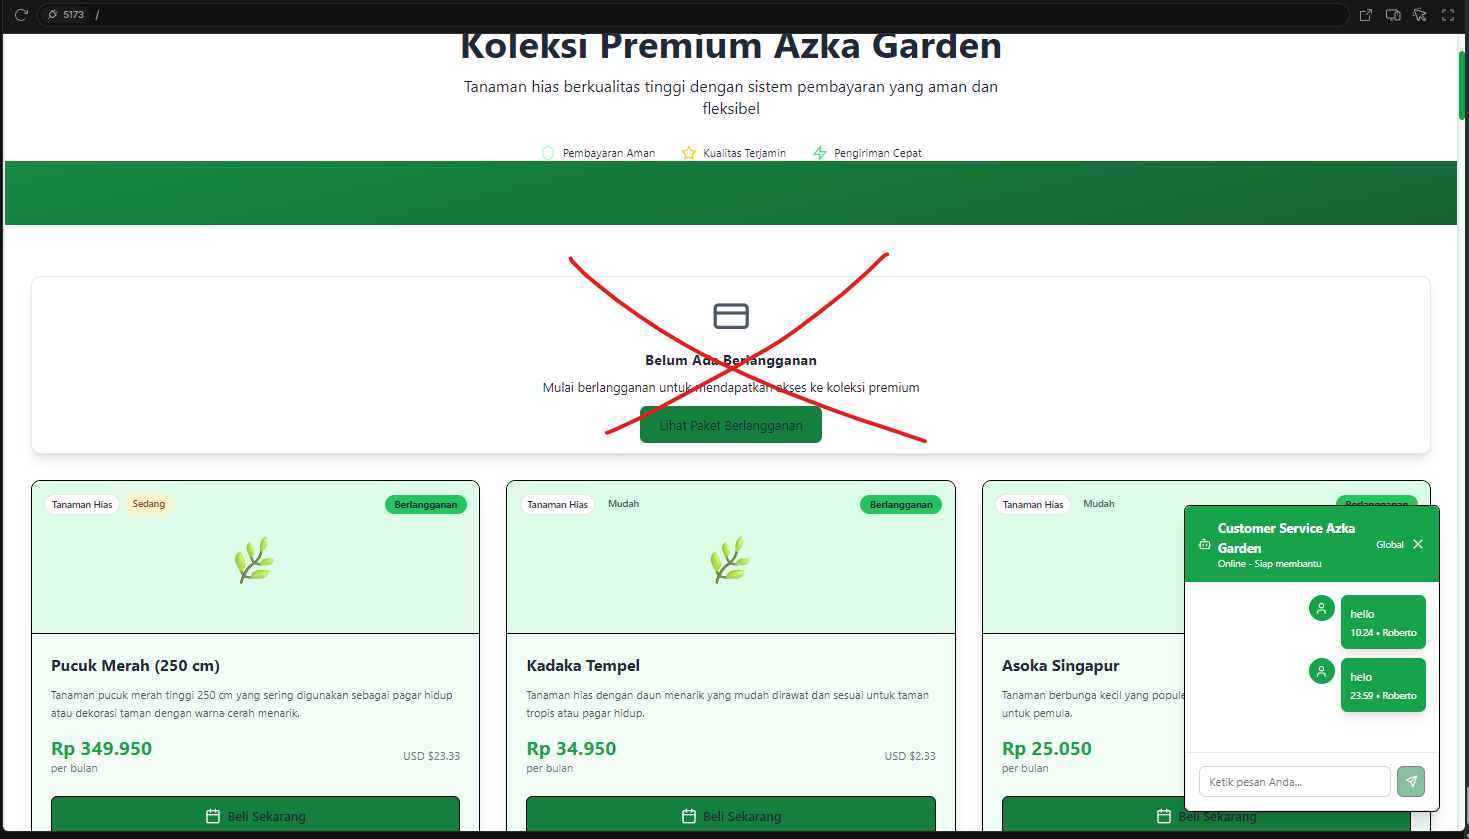 5173 /
Koleksi Premium Azka Garden
Tanaman hias berkualitas tinggi dengan sistem pembayaran yang aman dan
fleksibel
Pembayaran Aman Kualitas Terjamin Pengiriman Cepat
Belum Ada Berlangganan
Mulai berlangganan untuk mendapatkan akses ke koleksi premium
Lihat Paket Berlangganan
Tanaman Hias Sedang Berlangganan
Pucuk Merah (250 cm)
Tanaman pucuk merah tinggi 250 cm yang sering digunakan sebagai pagar hidup
atau dekorasi taman dengan warna cerah menarik.
Rp 349.950
per bulan
USD $23.33
Beli Sekarang
Tanaman Hias Mudah Berlangganan
Kadaka Tempel
Tanaman hias dengan daun menarik yang mudah dirawat dan sesuai untuk taman
tropis atau pagar hidup.
Rp 34.950
per bulan
USD $2.33
Beli Sekarang
Tanaman Hias Mudah Berlangganan
Asoka Singapur
Tanaman berbunga kecil yang
untuk pemula.
Rp 25.050
per bulan
Beli Sekarang
Customer Service Azka
Garden
Online - Siap membantu
Global
hello
10.24 • Roberto
helo
23.59 • Roberto
Ketik pesan Anda...